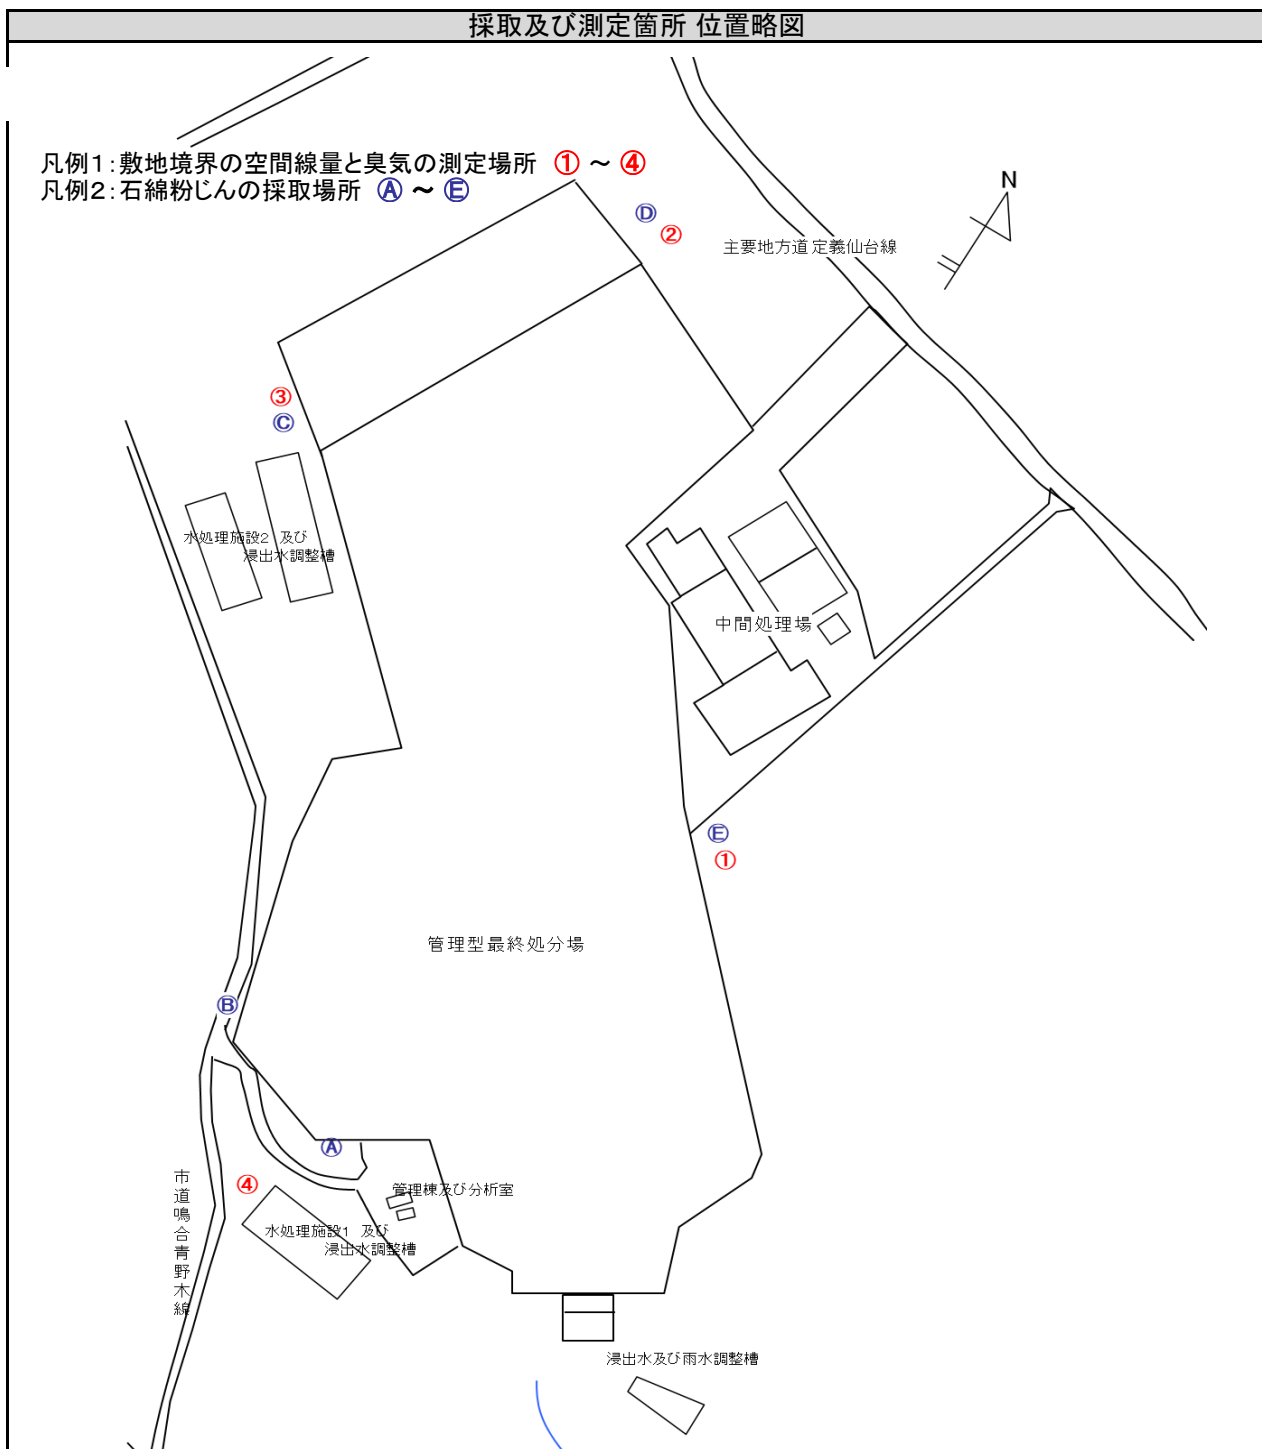 採取及び測定箇所 位置略図
凡例1:敷地境界の空間線量と臭気の測定場所 ① ～ ④
凡例2:石綿粉じんの採取場所 Ⓐ ～ Ⓔ
N
Ⓓ
②
主要地方道 定義仙台線
③
Ⓒ
水処理施設2 及び
浸出水調整槽
中間処理場
Ⓔ
①
管理型最終処分場
Ⓑ
Ⓐ
④
市道鳴合青野木線
管理棟及び分析室
水処理施設1 及び
浸出水調整槽
浸出水及び雨水調整槽